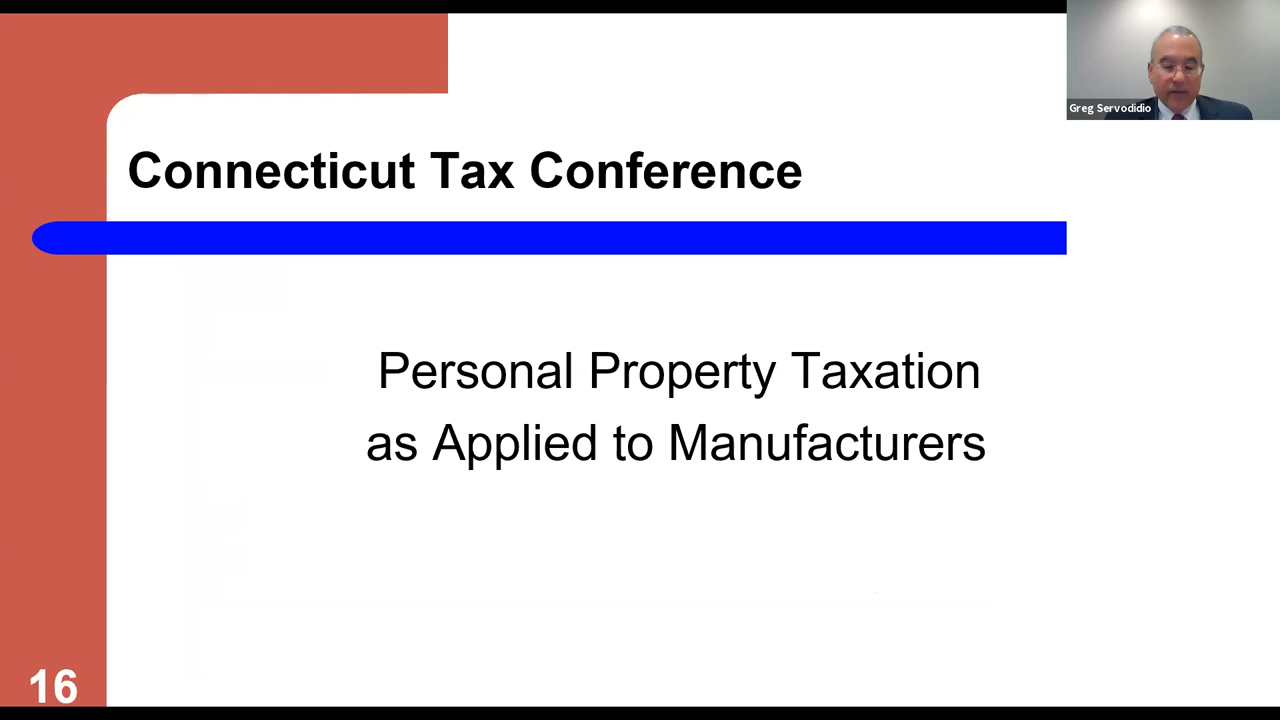 Greg Servodidio
Connecticut Tax Conference
Personal Property Taxation
as Applied to Manufacturers
16